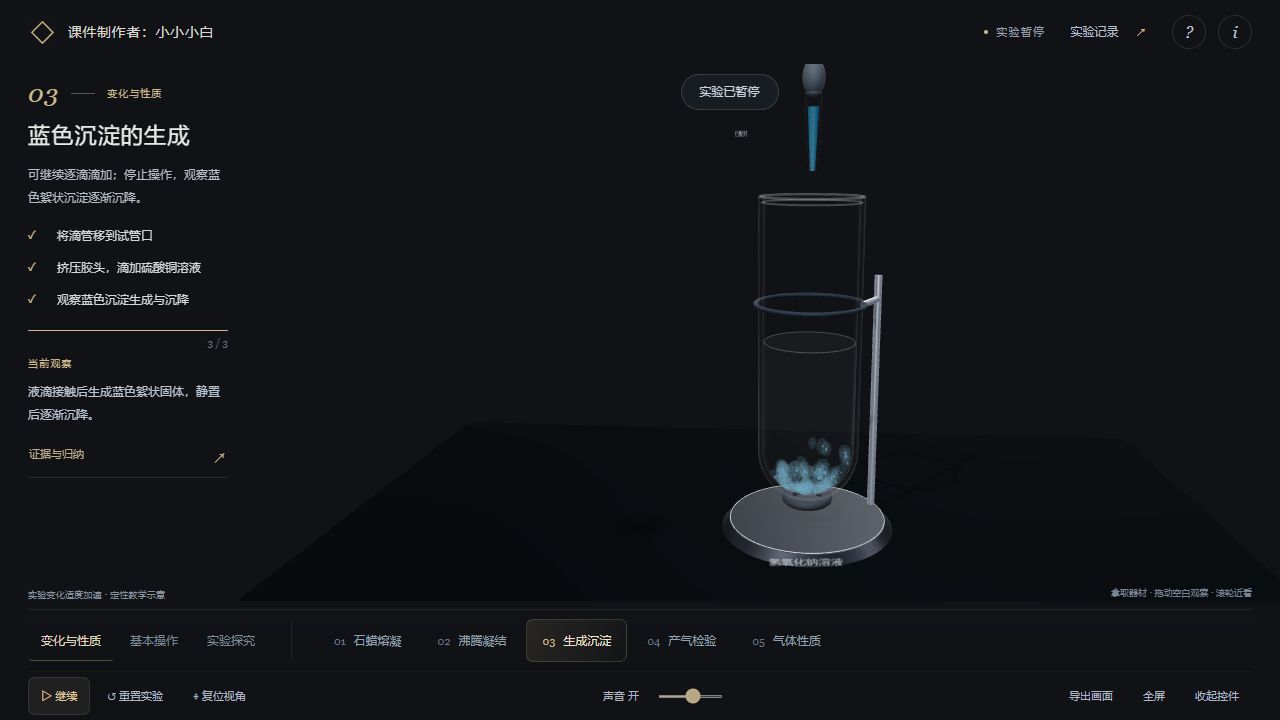 课件制作者：小小小白
实验暂停
实验记录
?
i
03 变化与性质
蓝色沉淀的生成
可继续逐滴滴加；停止操作，观察蓝
色絮状沉淀逐渐沉降。
✓ 将滴管移到试管口
✓ 挤压胶头，滴加硫酸铜溶液
✓ 观察蓝色沉淀生成与沉降
3 / 3
当前观察
液滴接触后生成蓝色絮状固体，静置
后逐渐沉降。
证据与归纳
实验已暂停
氢氧化钠溶液
实验变化适度加速 · 定性教学示意
拿取器材 · 拖动空白观察 · 滚轮近看
变化与性质
基本操作
实验探究
01 石蜡熔凝
02 沸腾凝结
03 生成沉淀
04 产气检验
05 气体性质
继续
重置实验
复位视角
声音 开
导出画面
全屏
收起控件